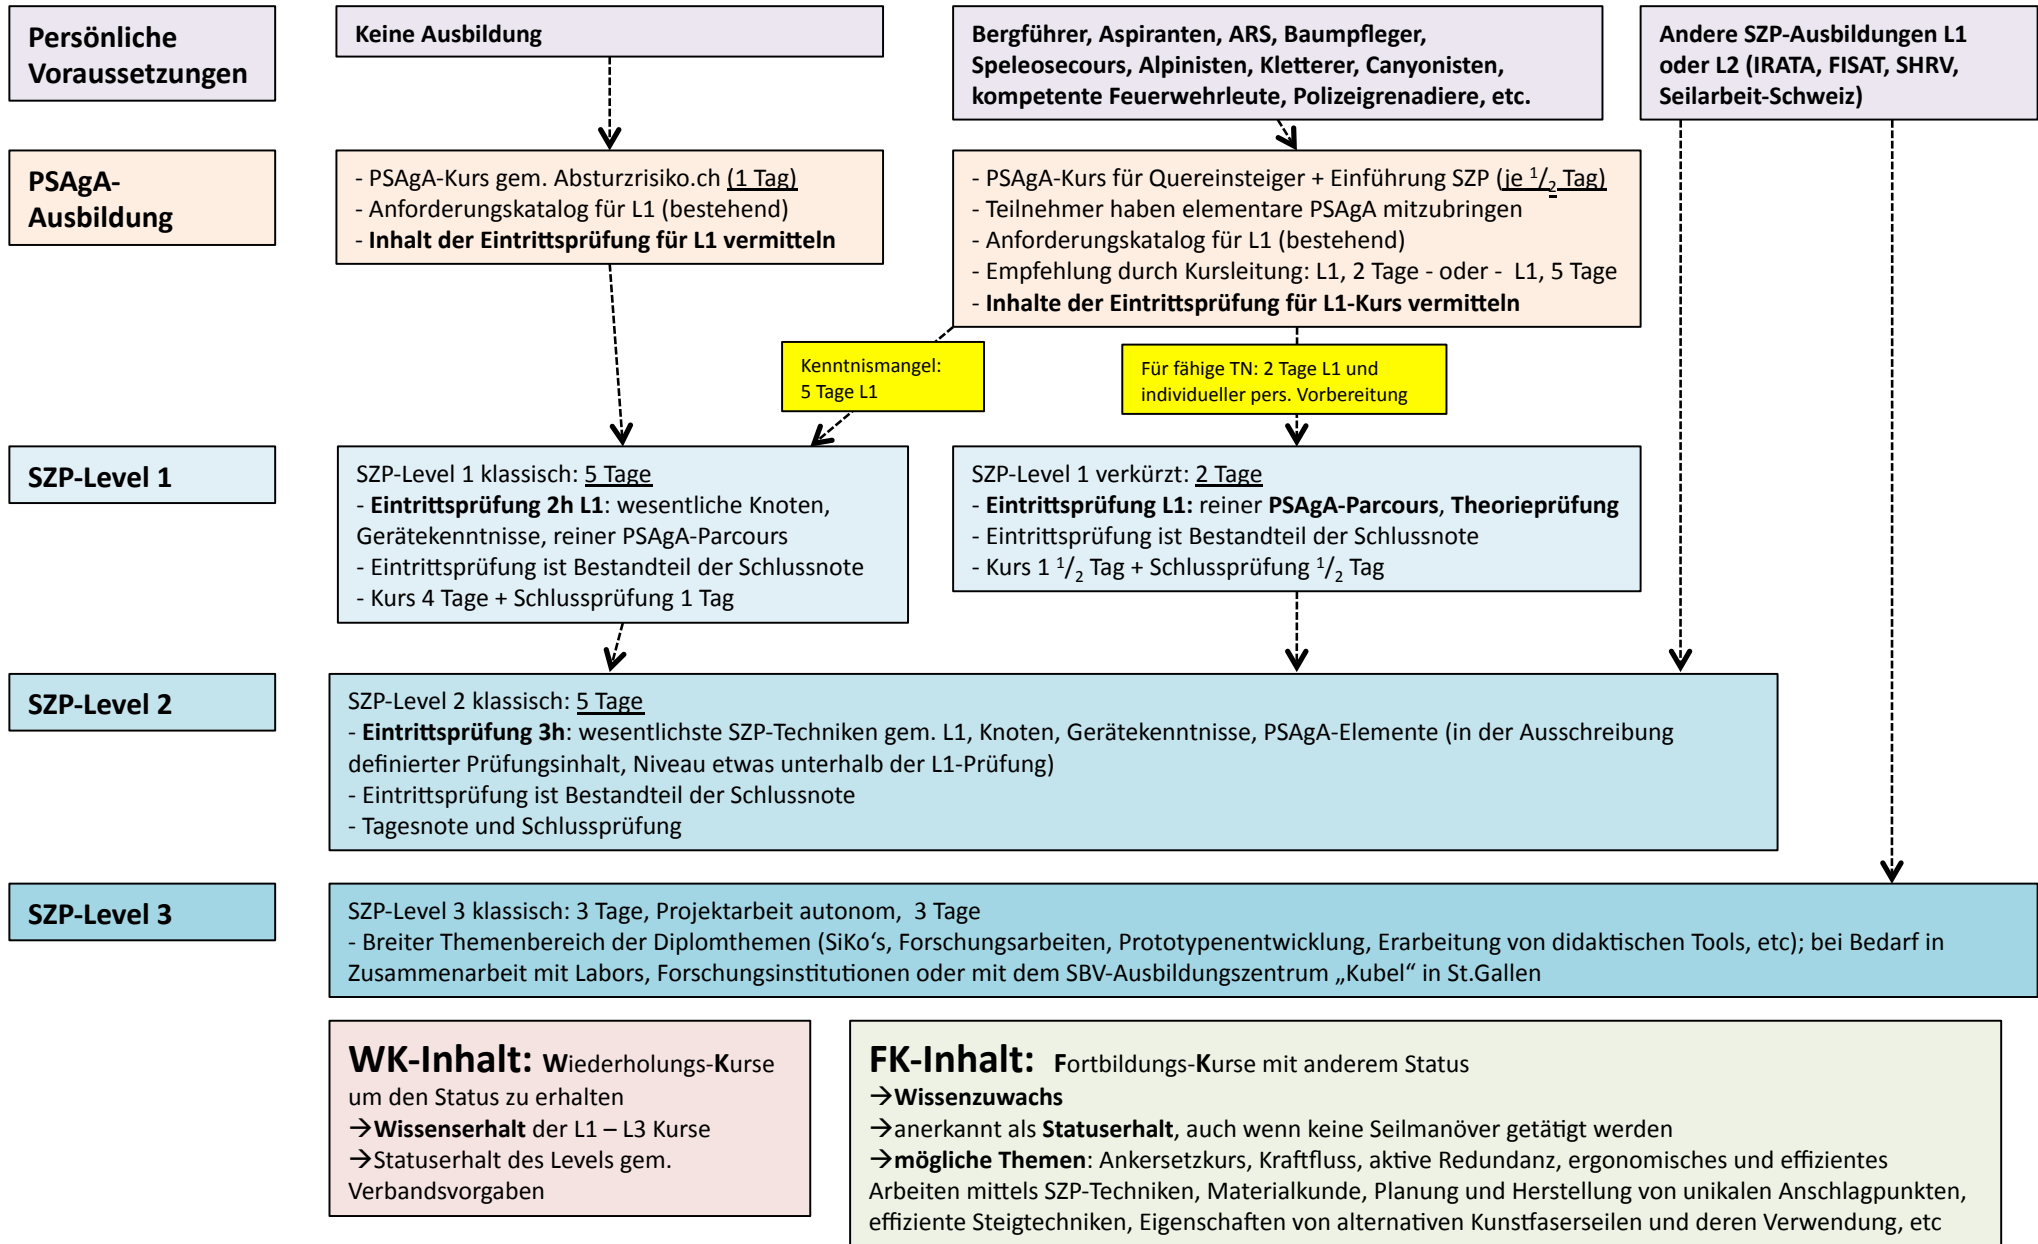 Persönliche
Voraussetzungen
Keine Ausbildung
Bergführer, Aspiranten, ARS, Baumpfleger,
Speleosecours, Alpinisten, Kletterer, Canyonisten,
kompetente Feuerwehrleute, Polizeigrenadiere, etc.
Andere SZP-Ausbildungen L1
oder L2 (IRATA, FISAT, SHRV,
Seilarbeit-Schweiz)
PSAgA-
Ausbildung
- PSAgA-Kurs gem. Absturzrisiko.ch (1 Tag)
- Anforderungskatalog für L1 (bestehend)
- Inhalt der Eintrittsprüfung für L1 vermitteln
- PSAgA-Kurs für Quereinsteiger + Einführung SZP (je 1/2 Tag)
- Teilnehmer haben elementare PSAgA mitzubringen
- Anforderungskatalog für L1 (bestehend)
- Empfehlung durch Kursleitung: L1, 2 Tage - oder - L1, 5 Tage
- Inhalte der Eintrittsprüfung für L1-Kurs vermitteln
Kenntnismangel:
5 Tage L1
Für fähige TN: 2 Tage L1 und
individueller pers. Vorbereitung
SZP-Level 1
SZP-Level 1 klassisch: 5 Tage
- Eintrittsprüfung 2h L1: wesentliche Knoten,
Gerätekenntnisse, reiner PSAgA-Parcours
- Eintrittsprüfung ist Bestandteil der Schlussnote
- Kurs 4 Tage + Schlussprüfung 1 Tag
SZP-Level 1 verkürzt: 2 Tage
- Eintrittsprüfung L1: reiner PSAgA-Parcours, Theorieprüfung
- Eintrittsprüfung ist Bestandteil der Schlussnote
- Kurs 1 1/2 Tag + Schlussprüfung 1/2 Tag
SZP-Level 2
SZP-Level 2 klassisch: 5 Tage
- Eintrittsprüfung 3h: wesentlichste SZP-Techniken gem. L1, Knoten, Gerätekenntnisse, PSAgA-Elemente (in der Ausschreibung
definierter Prüfungsinhalt, Niveau etwas unterhalb der L1-Prüfung)
- Eintrittsprüfung ist Bestandteil der Schlussnote
- Tagesnote und Schlussprüfung
SZP-Level 3
SZP-Level 3 klassisch: 3 Tage, Projektarbeit autonom, 3 Tage
- Breiter Themenbereich der Diplomthemen (SiKo's, Forschungsarbeiten, Prototypenentwicklung, Erarbeitung von didaktischen Tools, etc); bei Bedarf in
Zusammenarbeit mit Labors, Forschungsinstitutionen oder mit dem SBV-Ausbildungszentrum „Kubel" in St.Gallen
WK-Inhalt: Wiederholungs-Kurse
um den Status zu erhalten
→Wissenserhalt der L1 – L3 Kurse
→Statuserhalt des Levels gem.
Verbandsvorgaben
FK-Inhalt: Fortbildungs-Kurse mit anderem Status
→Wissenzuwachs
→anerkannt als Statuserhalt, auch wenn keine Seilmanöver getätigt werden
→mögliche Themen: Ankersetzkurs, Kraftfluss, aktive Redundanz, ergonomisches und effizientes
Arbeiten mittels SZP-Techniken, Materialkunde, Planung und Herstellung von unikalen Anschlagpunkten,
effiziente Steigtechniken, Eigenschaften von alternativen Kunstfaserseilen und deren Verwendung, etc